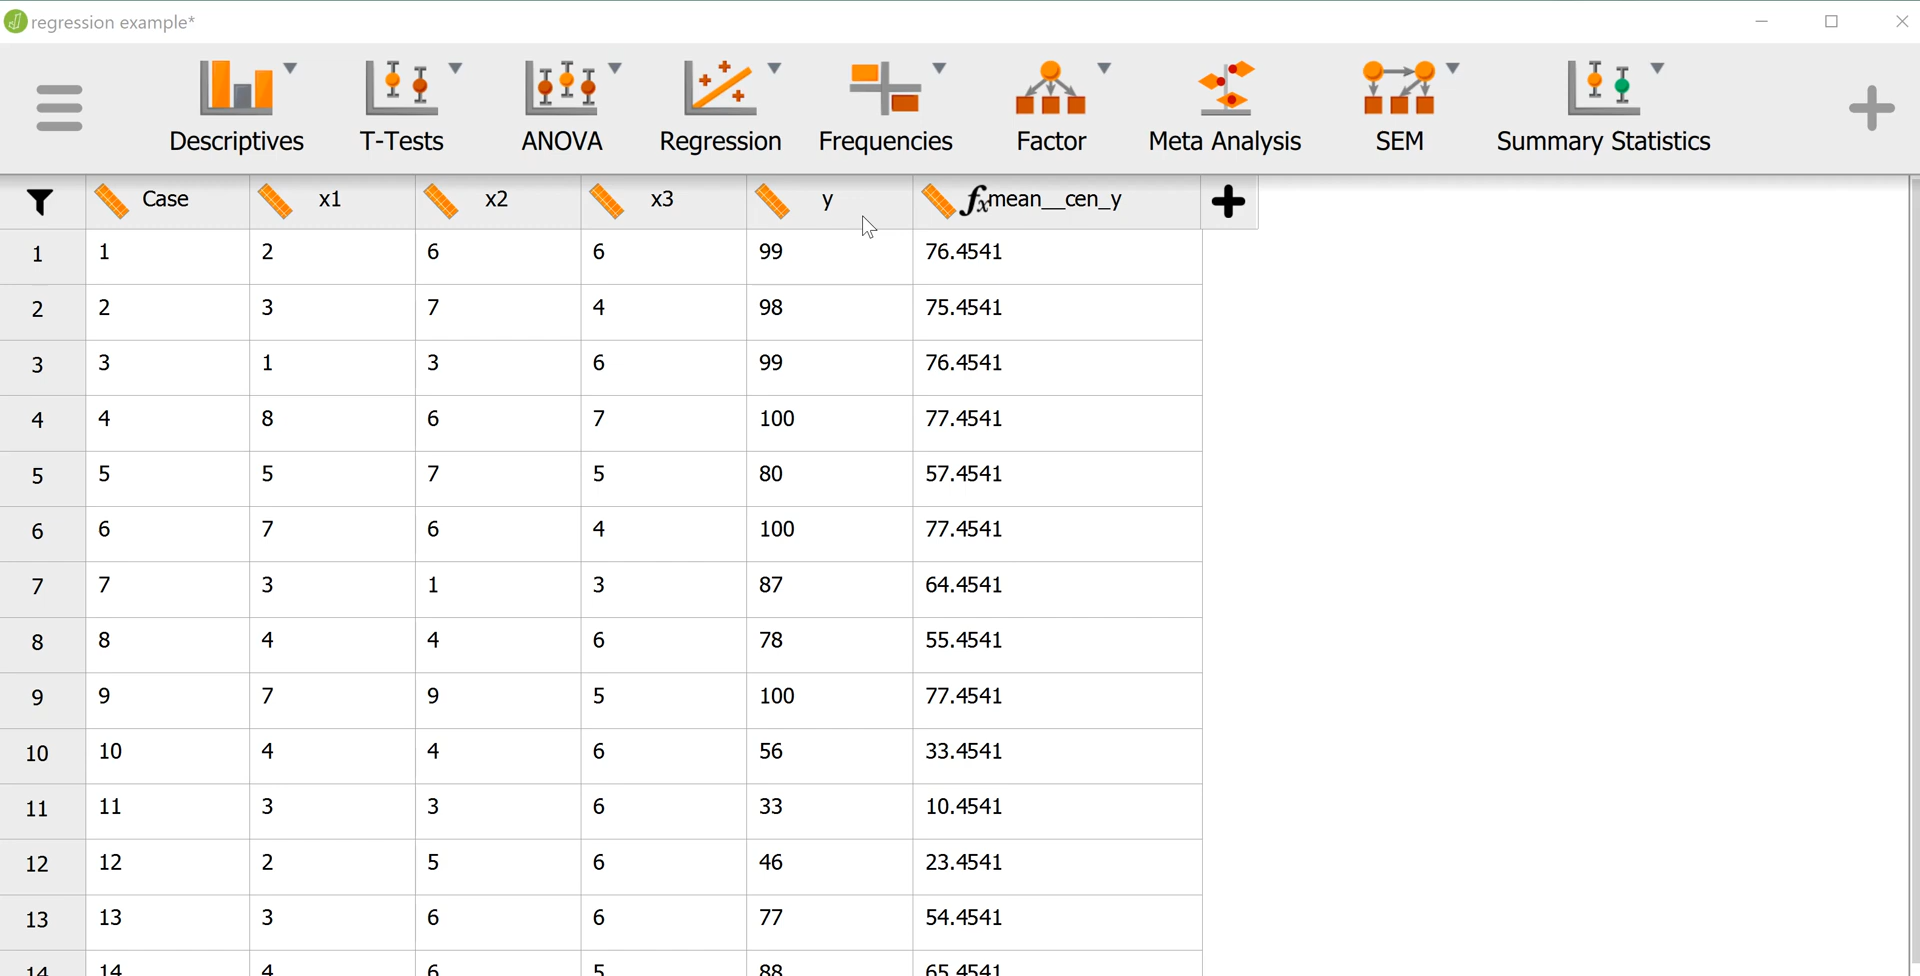 regression example*
Descriptives T-Tests ANOVA Regression Frequencies Factor Meta Analysis SEM Summary Statistics
Case x1 x2 x3 y fx mean__cen_y
1 1 2 6 6 99 76.4541
2 2 3 7 4 98 75.4541
3 3 1 3 6 99 76.4541
4 4 8 6 7 100 77.4541
5 5 5 7 5 80 57.4541
6 6 7 6 4 100 77.4541
7 7 3 1 3 87 64.4541
8 8 4 4 6 78 55.4541
9 9 7 9 5 100 77.4541
10 10 4 4 6 56 33.4541
11 11 3 3 6 33 10.4541
12 12 2 5 6 46 23.4541
13 13 3 6 6 77 54.4541
14 14 4 6 5 88 65.4541